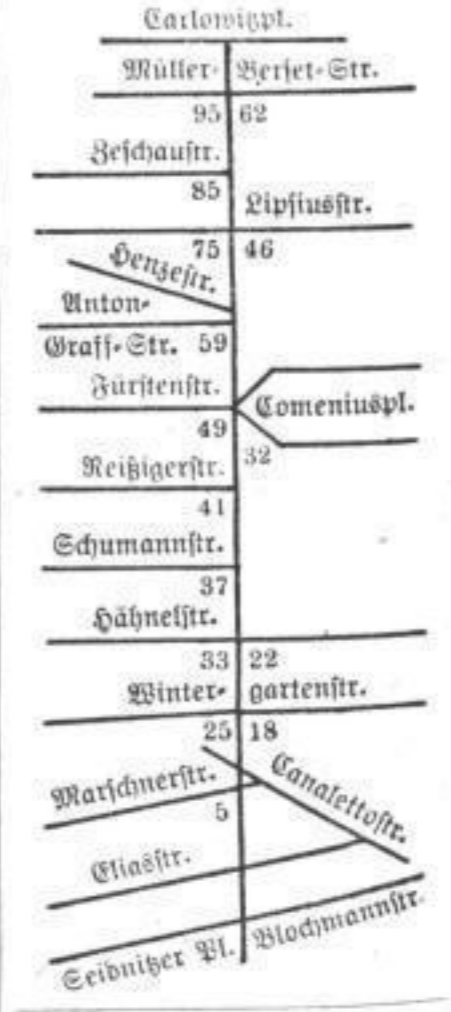 Carlowitzpl.
Müller- Berset-Str.
95 62
Zeschaustr.
85 Lipsiusstr.
75 46
Henzestr.
Anton-
Graff-Str. 59
Fürstenstr.
Comeniuspl.
49
32
Reißigerstr.
41
Schumannstr.
37
Hähnelstr.
33 22
Winter- gartenstr.
25 18
Marschnerstr. Canalettostr.
5
Eliasstr.
Seidnitzer Pl. Blochmannstr.